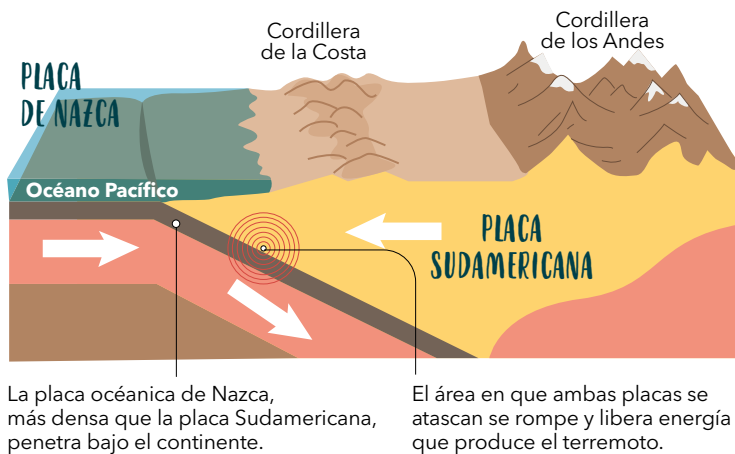 Cordillera
de la Costa
Cordillera
de los Andes
PLACA
DE NAZCA
Océano Pacífico
PLACA
SUDAMERICANA
La placa océanica de Nazca,
más densa que la placa Sudamericana,
penetra bajo el continente.
El área en que ambas placas se
atascan se rompe y libera energía
que produce el terremoto.